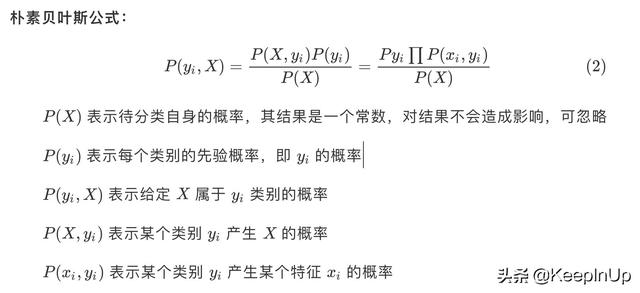 朴素贝叶斯公式：
P(y_i, X) = \frac{P(X, y_i)P(y_i)}{P(X)} = \frac{Py_i ∏ P(x_i, y_i)}{P(X)} (2)
P(X) 表示待分类自身的概率，其结果是一个常数，对结果不会造成影响，可忽略
P(y_i) 表示每个类别的先验概率，即 y_i 的概率
P(y_i, X) 表示给定 X 属于 y_i 类别的概率
P(X, y_i) 表示某个类别 y_i 产生 X 的概率
P(x_i, y_i) 表示某个类别 y_i 产生某个特征 x_i 的概率
头条 @KeepInUp